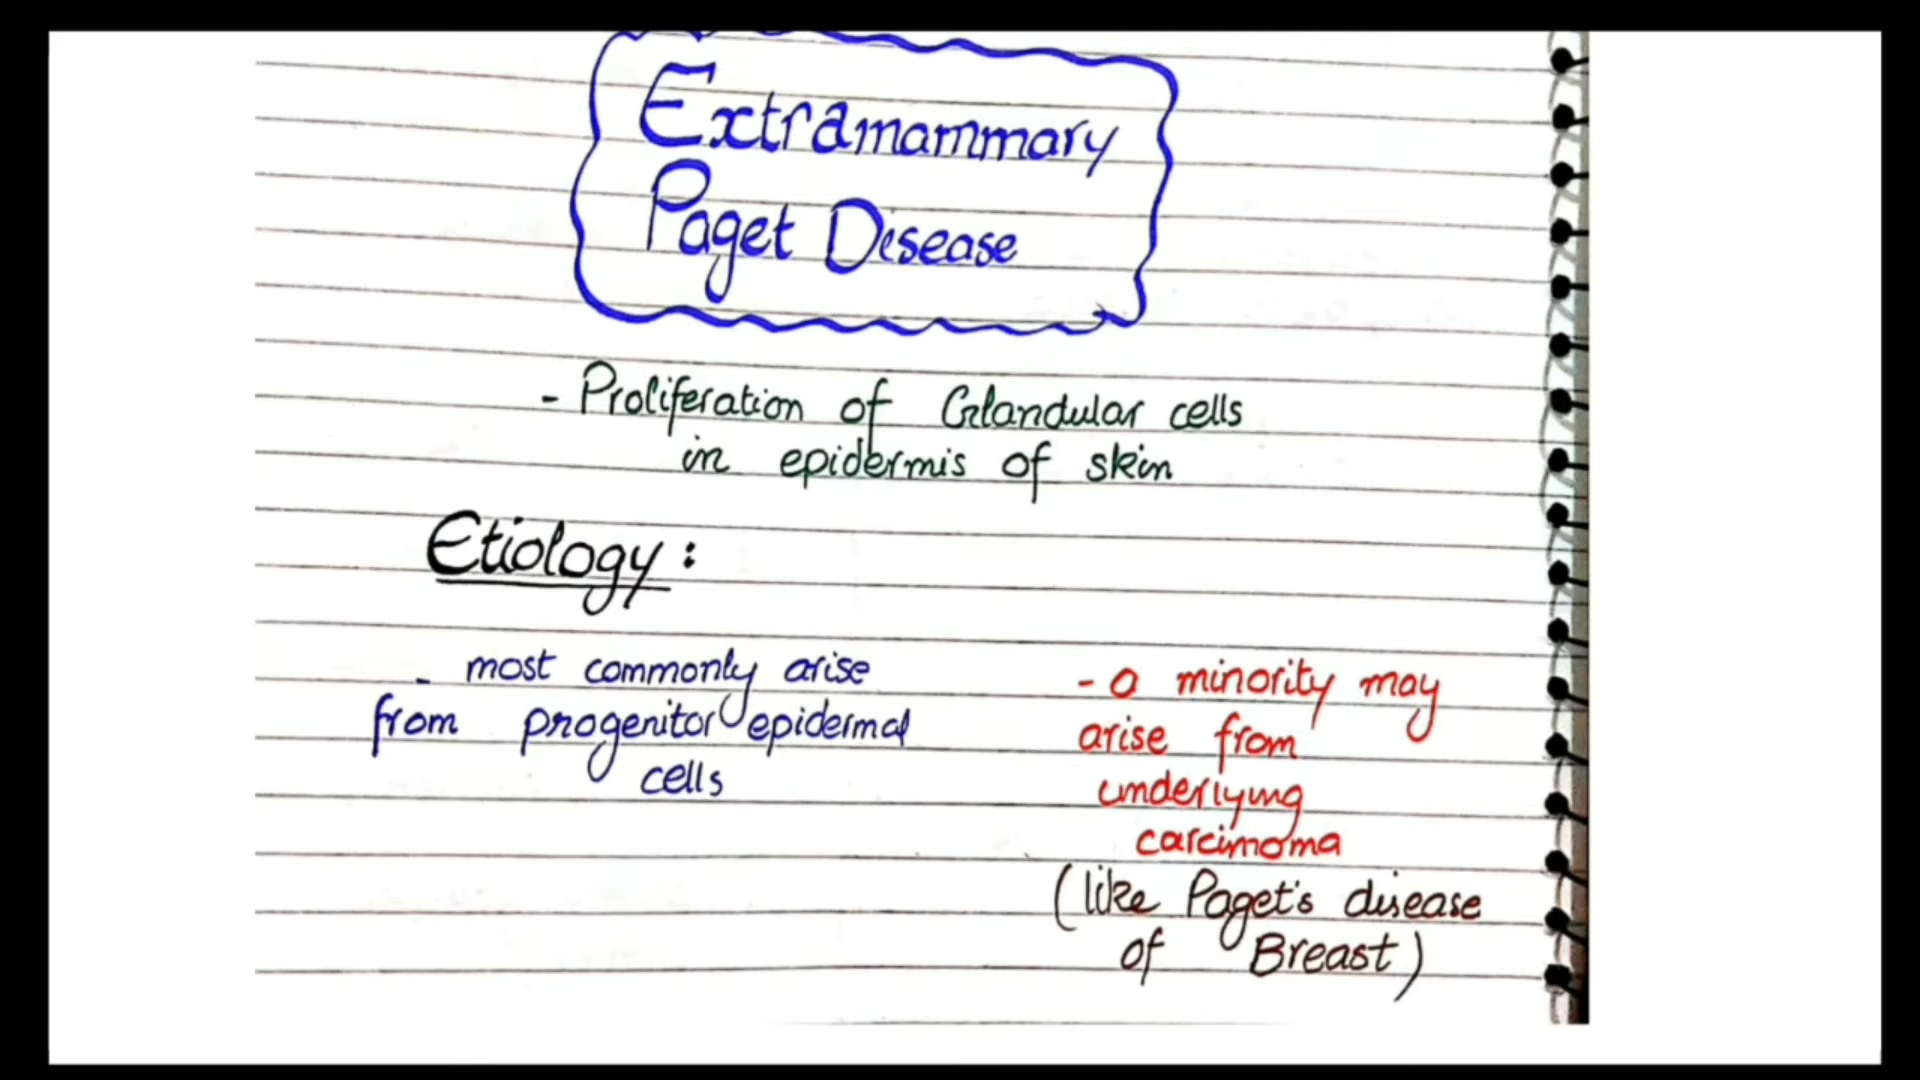 Extramammary
Paget Disease
- Proliferation of Glandular cells
in epidermis of skin
Etiology :
- most commonly arise
from progenitor epidermal
cells
- a minority may
arise from
underlying
carcinoma
(like Paget's disease
of Breast)